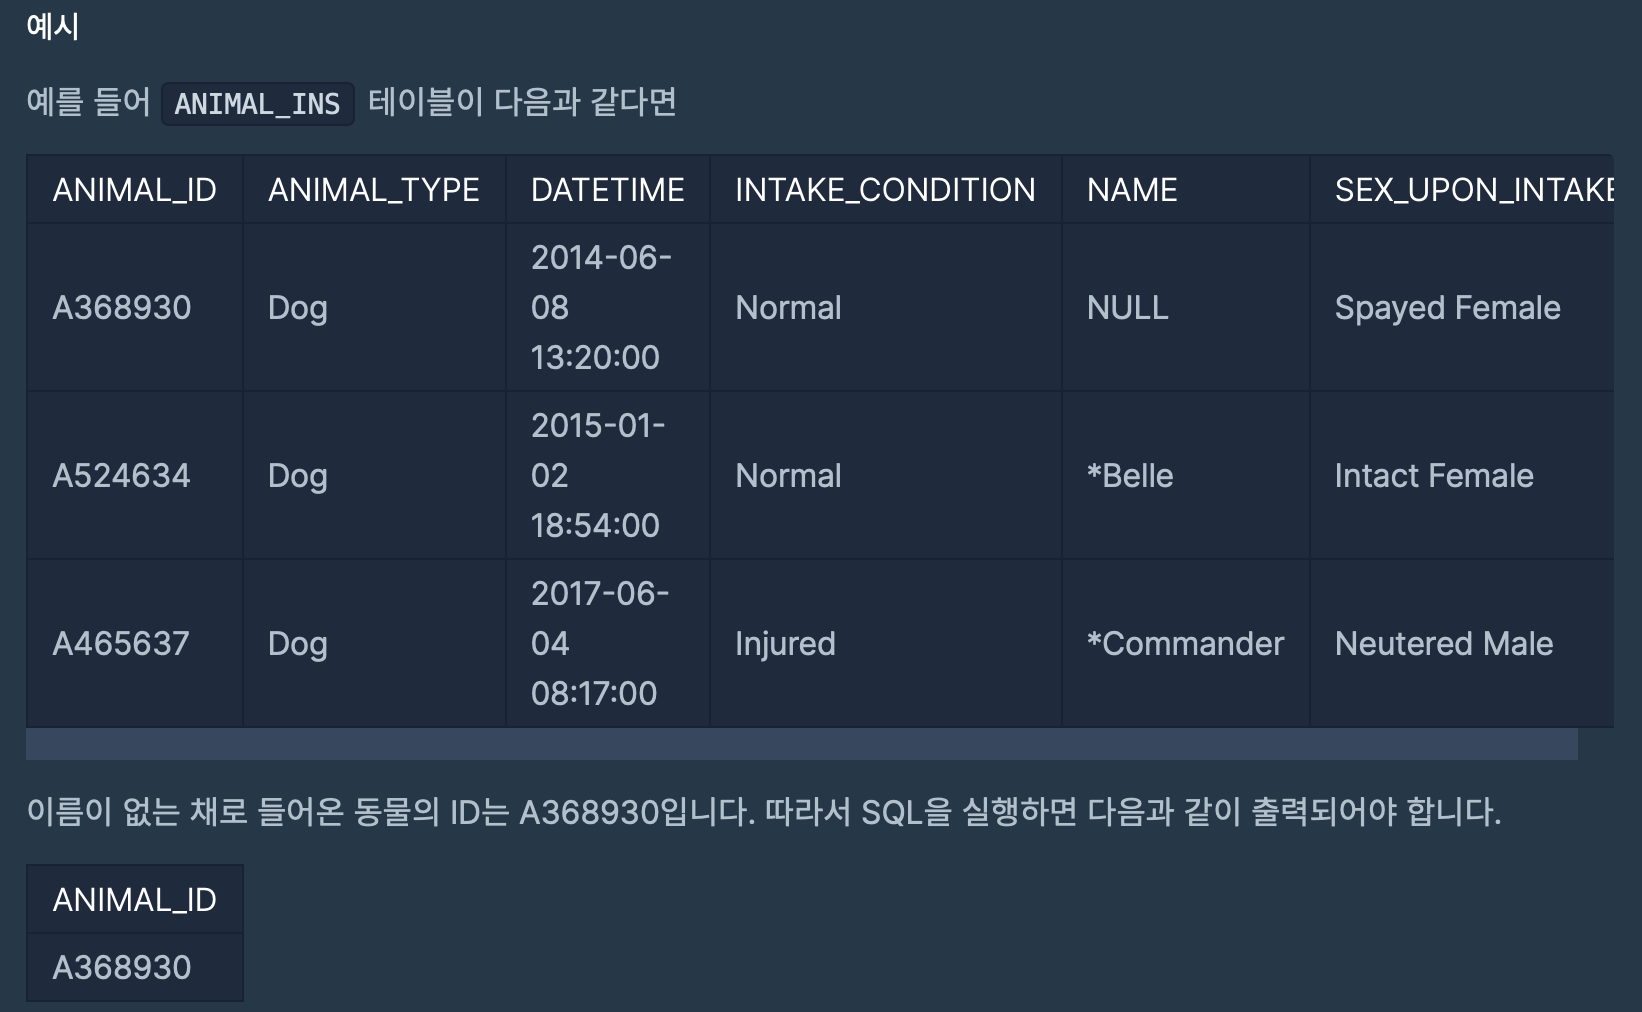 예시
예를 들어 ANIMAL_INS 테이블이 다음과 같다면
ANIMAL_ID ANIMAL_TYPE DATETIME INTAKE_CONDITION NAME SEX_UPON_INTAKE
2014-06-
A368930 Dog 08 Normal NULL Spayed Female
13:20:00
2015-01-
A524634 Dog 02 Normal *Belle Intact Female
18:54:00
2017-06-
A465637 Dog 04 Injured *Commander Neutered Male
08:17:00
이름이 없는 채로 들어온 동물의 ID는 A368930입니다. 따라서 SQL을 실행하면 다음과 같이 출력되어야 합니다.
ANIMAL_ID
A368930